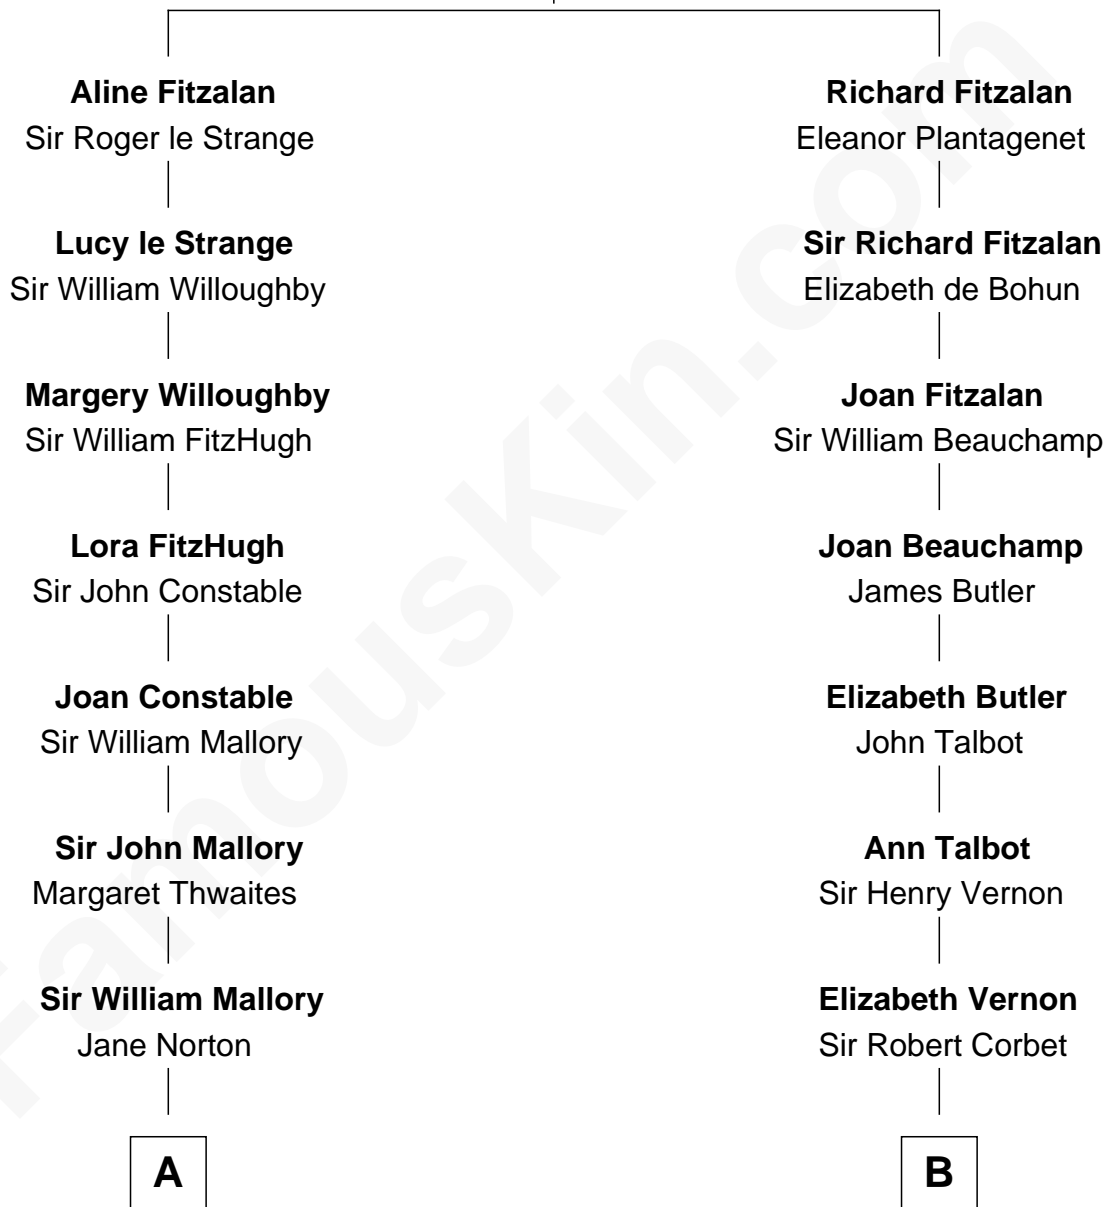 Aline Fitzalan
Sir Roger le Strange
Lucy le Strange
Sir William Willoughby
Margery Willoughby
Sir William FitzHugh
Lora FitzHugh
Sir John Constable
Joan Constable
Sir William Mallory
Sir John Mallory
Margaret Thwaites
Sir William Mallory
Jane Norton
A
Richard Fitzalan
Eleanor Plantagenet
Sir Richard Fitzalan
Elizabeth de Bohun
Joan Fitzalan
Sir William Beauchamp
Joan Beauchamp
James Butler
Elizabeth Butler
John Talbot
Ann Talbot
Sir Henry Vernon
Elizabeth Vernon
Sir Robert Corbet
B
FamousKin.com